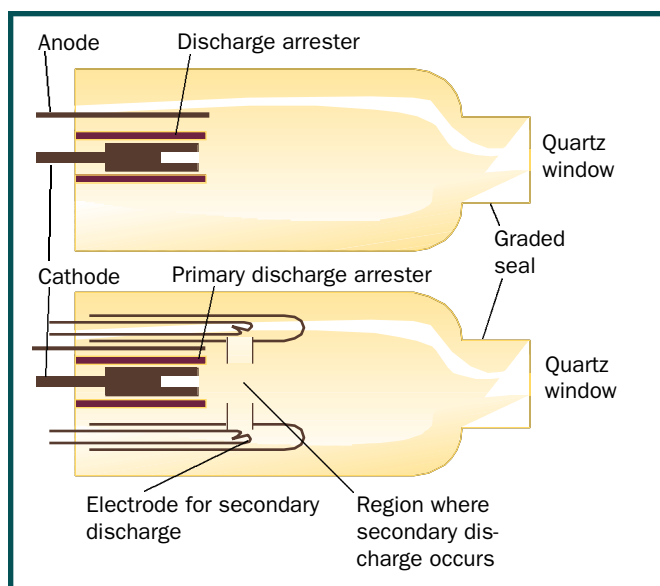 Anode
Discharge arrester
Quartz
window
Graded
seal
Cathode
Primary discharge arrester
Quartz
window
Electrode for secondary
discharge
Region where
secondary dis-
charge occurs